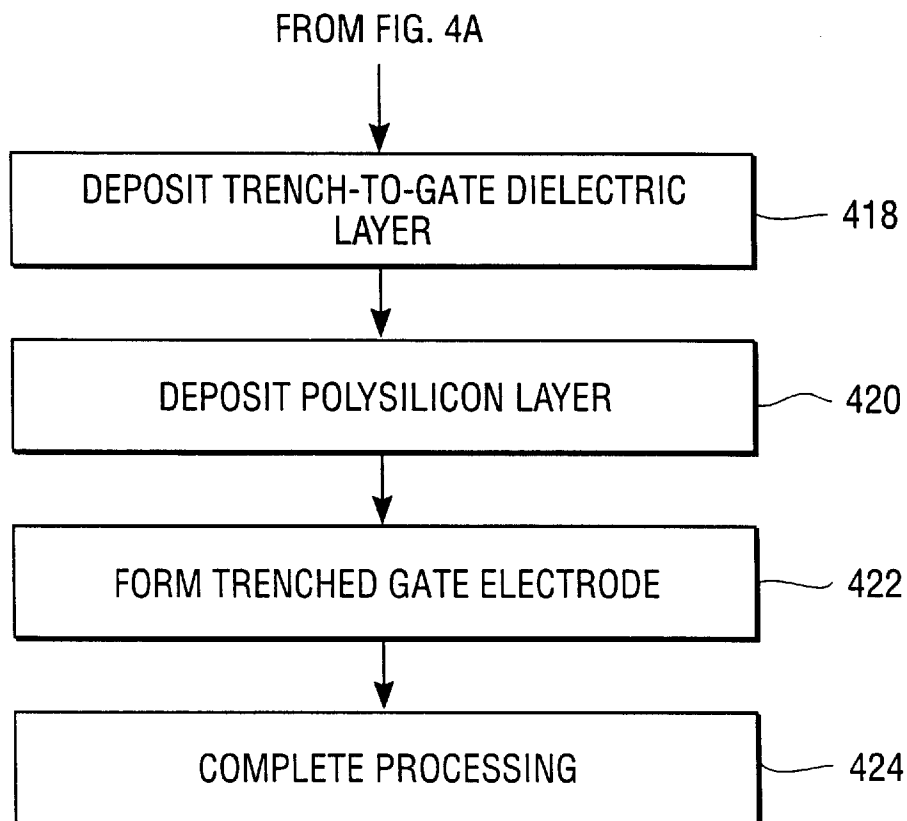 FROM FIG. 4A
DEPOSIT TRENCH-TO-GATE DIELECTRIC
LAYER
418
DEPOSIT POLYSILICON LAYER
420
FORM TRENCHED GATE ELECTRODE
422
COMPLETE PROCESSING
424